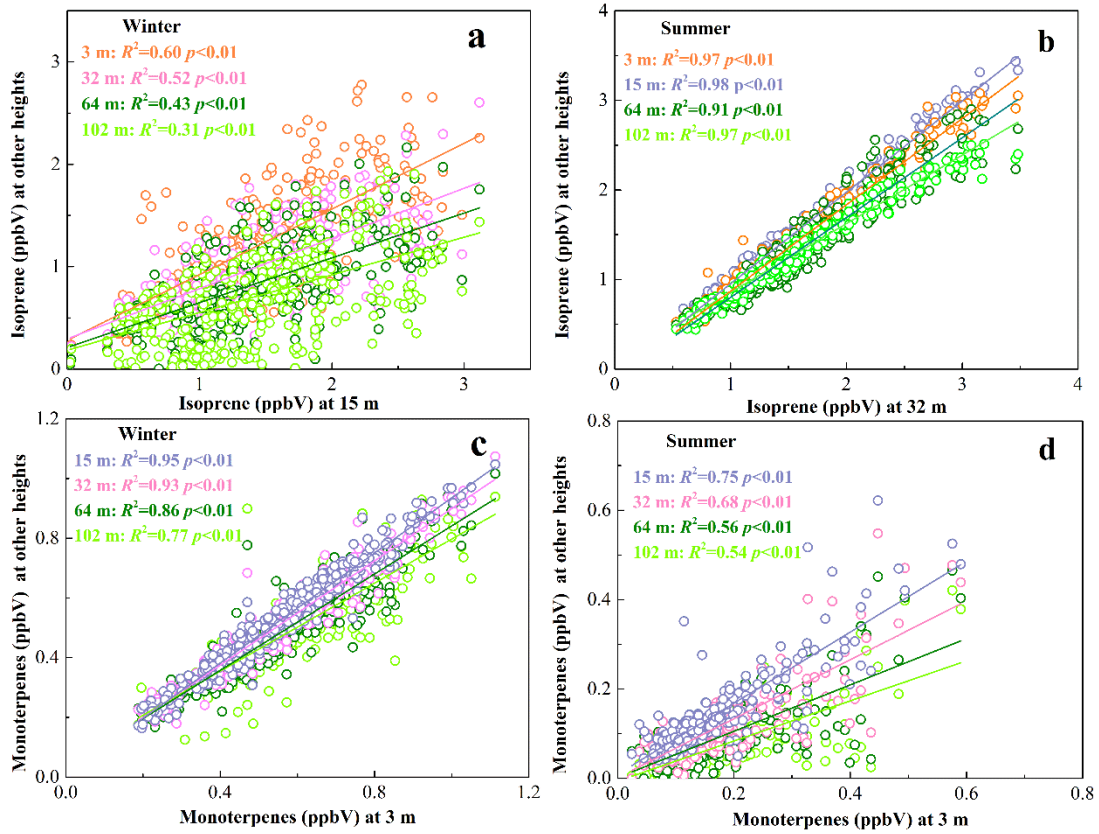 Winter
a
3 m: R²=0.60 p<0.01
32 m: R²=0.52 p<0.01
64 m: R²=0.43 p<0.01
102 m: R²=0.31 p<0.01
Isoprene (ppbV) at other heights
3
2
1
0
0 1 2 3
Isoprene (ppbV) at 15 m
Summer
b
3 m: R²=0.97 p<0.01
15 m: R²=0.98 p<0.01
64 m: R²=0.91 p<0.01
102 m: R²=0.97 p<0.01
Isoprene (ppbV) at other heights
4
3
2
1
0
0 1 2 3 4
Isoprene (ppbV) at 32 m
Winter
c
15 m: R²=0.95 p<0.01
32 m: R²=0.93 p<0.01
64 m: R²=0.86 p<0.01
102 m: R²=0.77 p<0.01
Monoterpenes (ppbV) at other heights
1.2
0.8
0.4
0.0
0.0 0.4 0.8 1.2
Monoterpenes (ppbV) at 3 m
Summer
d
15 m: R²=0.75 p<0.01
32 m: R²=0.68 p<0.01
64 m: R²=0.56 p<0.01
102 m: R²=0.54 p<0.01
Monoterpenes (ppbV) at other heights
0.8
0.6
0.4
0.2
0.0
0.0 0.2 0.4 0.6 0.8
Monoterpenes (ppbV) at 3 m